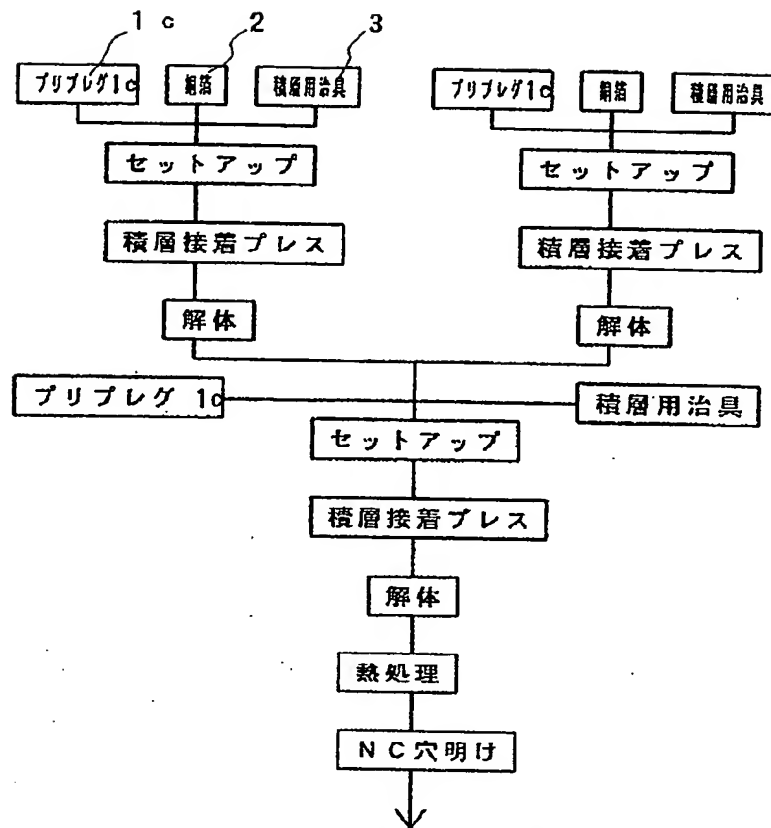 1 c 2 3
プリプレグ1c 銅箔 積層用治具
プリプレグ1c 銅箔 積層用治具
セットアップ
セットアップ
積層接着プレス
積層接着プレス
解体
解体
プリプレグ 1c
積層用治具
セットアップ
積層接着プレス
解体
熱処理
NC穴明け